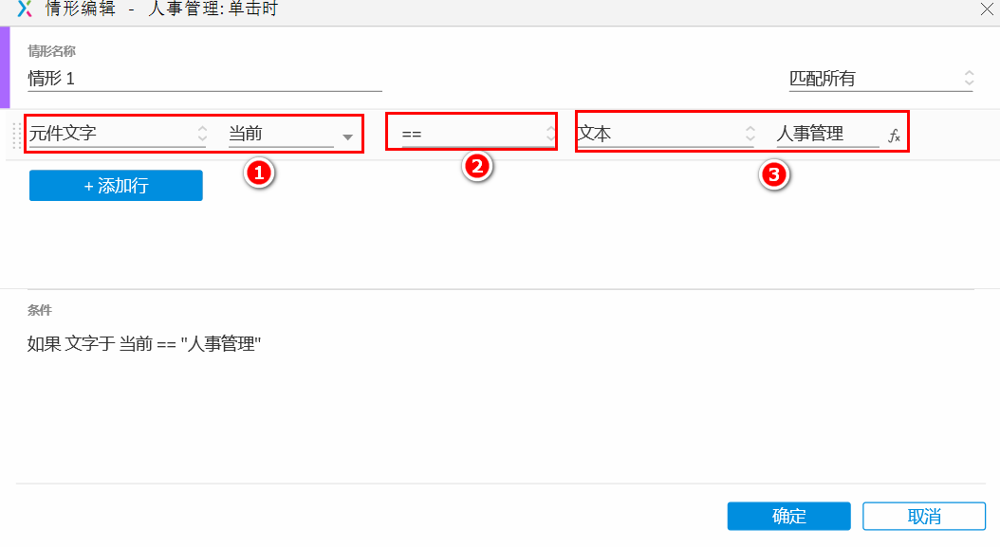 情形编辑 - 人事管理:单击时
情形名称
情形 1 匹配所有
元件文字 当前 == 文本 人事管理 fx
1 2 3
+ 添加行
条件
如果 文字于 当前 == "人事管理"
确定 取消